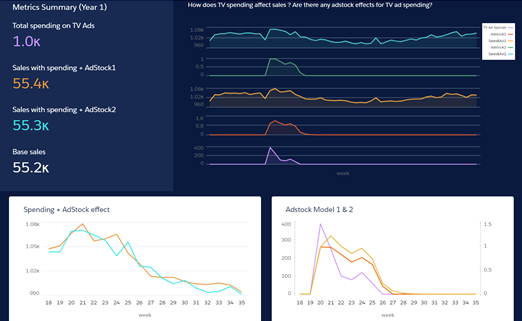 Metrics Summary (Year 1)
Total spending on TV Ads
1.0K
Sales with spending + AdStock1
55.4K
Sales with spending + AdStock2
55.3K
Base sales
55.2K
How does TV spending affect sales ? Are there any adstock effects for TV ad spending?
1.08K
1.02K
960
1
0.5
0
1.08K
1.02K
960
1.6
0.8
0
400
200
0
week
TV Ad Spends
Adstock1
Adstock2
Spending + AdStock effect
1.08K
1.05K
1.02K
990
18 19 20 21 22 23 24 25 26 27 28 29 30 31 32 33 34 35
week
Adstock Model 1 & 2
400
300
200
100
0
1.5
1
0.5
0
18 19 20 21 22 23 24 25 26 27 28 29 30 31 32 33 34 35
week